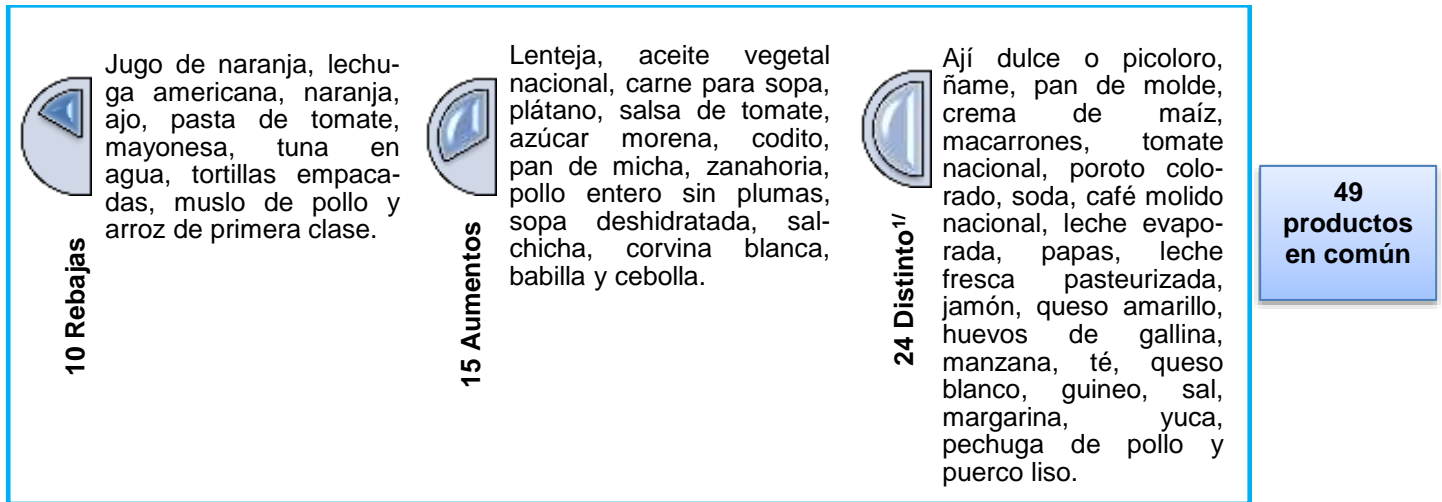 Jugo de naranja, lechu-
ga americana, naranja,
ajo, pasta de tomate,
mayonesa, tuna en
agua, tortillas empaca-
das, muslo de pollo y
arroz de primera clase.
10 Rebajas
Lenteja, aceite vegetal
nacional, carne para sopa,
plátano, salsa de tomate,
azúcar morena, codito,
pan de micha, zanahoria,
pollo entero sin plumas,
sopa deshidratada, sal-
chicha, corvina blanca,
babilla y cebolla.
15 Aumentos
Ají dulce o picoloro,
ñame, pan de molde,
crema de maíz,
macarrones, tomate
nacional, poroto colo-
rado, soda, café molido
nacional, leche evapo-
rada, papas, leche
fresca pasteurizada,
jamón, queso amarillo,
huevos de gallina,
manzana, té, queso
blanco, guineo, sal,
margarina, yuca,
pechuga de pollo y
puerco liso.
24 Distinto1/
49
productos
en común